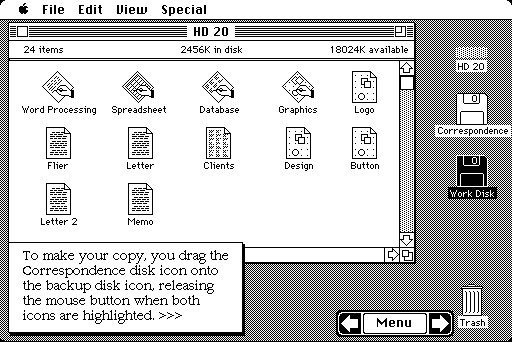 File Edit View Special
HD 20
24 items 2456K in disk 18024K available
Word Processing Spreadsheet Database Graphics Logo
Flier Letter Clients Design Button
Letter 2 Memo
HD 20
Correspondence
Work Disk
Trash
To make your copy, you drag the
Correspondence disk icon onto
the backup disk icon, releasing
the mouse button when both
icons are highlighted. >>>
Menu